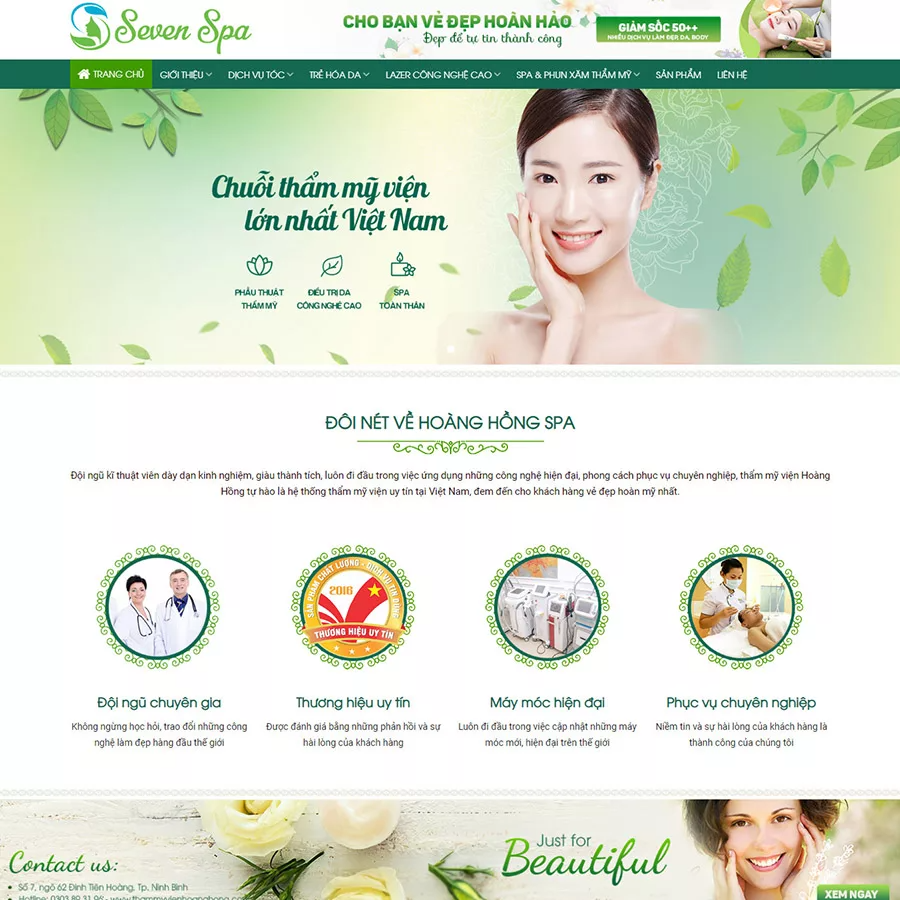 Seven Spa
CHO BẠN VẺ ĐẸP HOÀN HẢO
Đẹp để tự tin thành công
GIẢM SỐC 50++
NHIỀU DỊCH VỤ LÀM ĐẸP, DA, BODY
TRANG CHỦ GIỚI THIỆU DỊCH VỤ TÓC TRẺ HÓA DA LAZER CÔNG NGHỆ CAO SPA & PHUN XĂM THẨM MỸ SẢN PHẨM LIÊN HỆ
Chuỗi thẩm mỹ viện
lớn nhất Việt Nam
PHẪU THUẬT
THẨM MỸ
ĐIỀU TRỊ DA
CÔNG NGHỆ CAO
SPA
TOÀN THÂN
ĐÔI NÉT VỀ HOÀNG HỒNG SPA
Đội ngũ kĩ thuật viên dày dạn kinh nghiệm, giàu thành tích, luôn đi đầu trong việc ứng dụng những công nghệ hiện đại, phong cách phục vụ chuyên nghiệp, thẩm mỹ viện Hoàng
Hồng tự hào là hệ thống thẩm mỹ viện uy tín tại Việt Nam, đem đến cho khách hàng vẻ đẹp hoàn mỹ nhất.
SẢN PHẨM CHẤT LƯỢNG - DỊCH VỤ TIN DÙNG
2016
THƯƠNG HIỆU UY TÍN
Đội ngũ chuyên gia
Không ngừng học hỏi, trao đổi những công
nghệ làm đẹp hàng đầu thế giới
Thương hiệu uy tín
Được đánh giá bằng những phản hồi và sự
hài lòng của khách hàng
Máy móc hiện đại
Luôn đi đầu trong việc cập nhật những máy
móc mới, hiện đại trên thế giới
Phục vụ chuyên nghiệp
Niềm tin và sự hài lòng của khách hàng là
thành công của chúng tôi
Contact us:
Số 7, ngõ 62 Đinh Tiên Hoàng, Tp. Ninh Bình
Just for
Beautiful
XEM NGAY